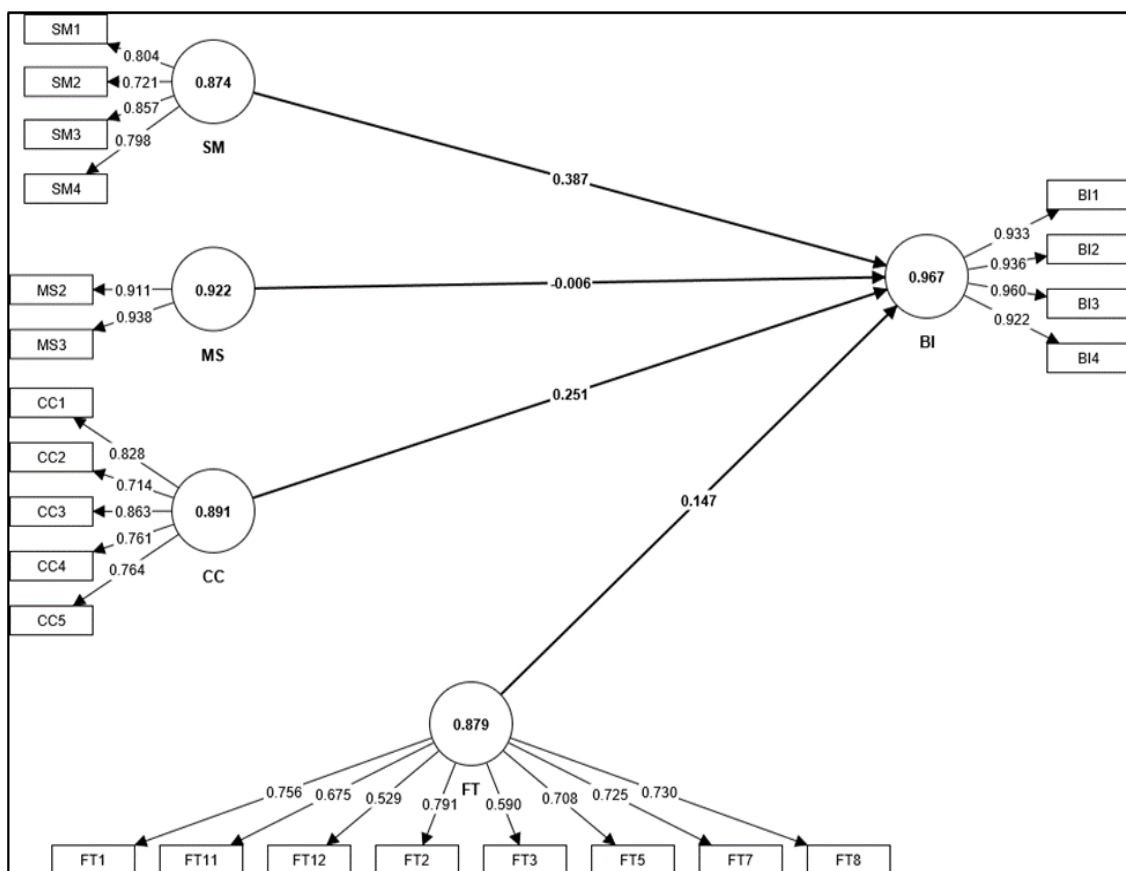 SM1
0.804
SM2
0.721
0.874
SM3
0.857
0.798
SM
SM4
0.387
BI1
0.933
BI2
0.936
MS2
0.911
0.922
-0.006
0.967
0.960
BI3
0.938
0.922
MS3
MS
BI
BI4
CC1
0.251
0.828
CC2
0.714
CC3
0.863
0.891
0.147
0.761
CC4
0.764
CC
CC5
0.879
FT
0.756
0.675
0.529
0.791
0.590
0.708
0.725
0.730
FT1
FT11
FT12
FT2
FT3
FT5
FT7
FT8